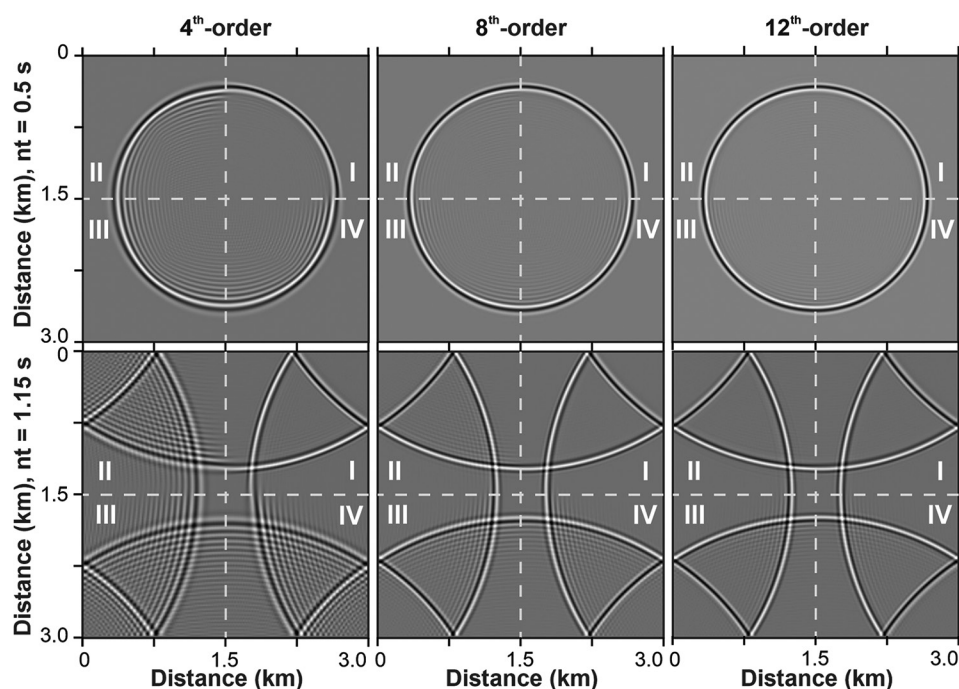 4th-order 8th-order 12th-order
Distance (km), nt = 0.5 s
0
1.5
3.0
II I
III IV
II I
III IV
II I
III IV
Distance (km), nt = 1.15 s
0
1.5
3.0
II I
III IV
II I
III IV
II I
III IV
0 1.5 3.0 0 1.5 3.0 0 1.5 3.0
Distance (km) Distance (km) Distance (km)